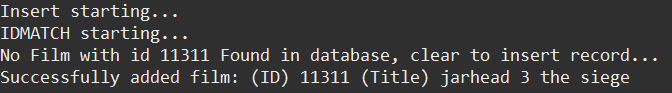 Insert starting...
IDMATCH starting...
No Film with id 11311 Found in database, clear to insert record...
Successfully added film: (ID) 11311 (Title) jarhead 3 the siege